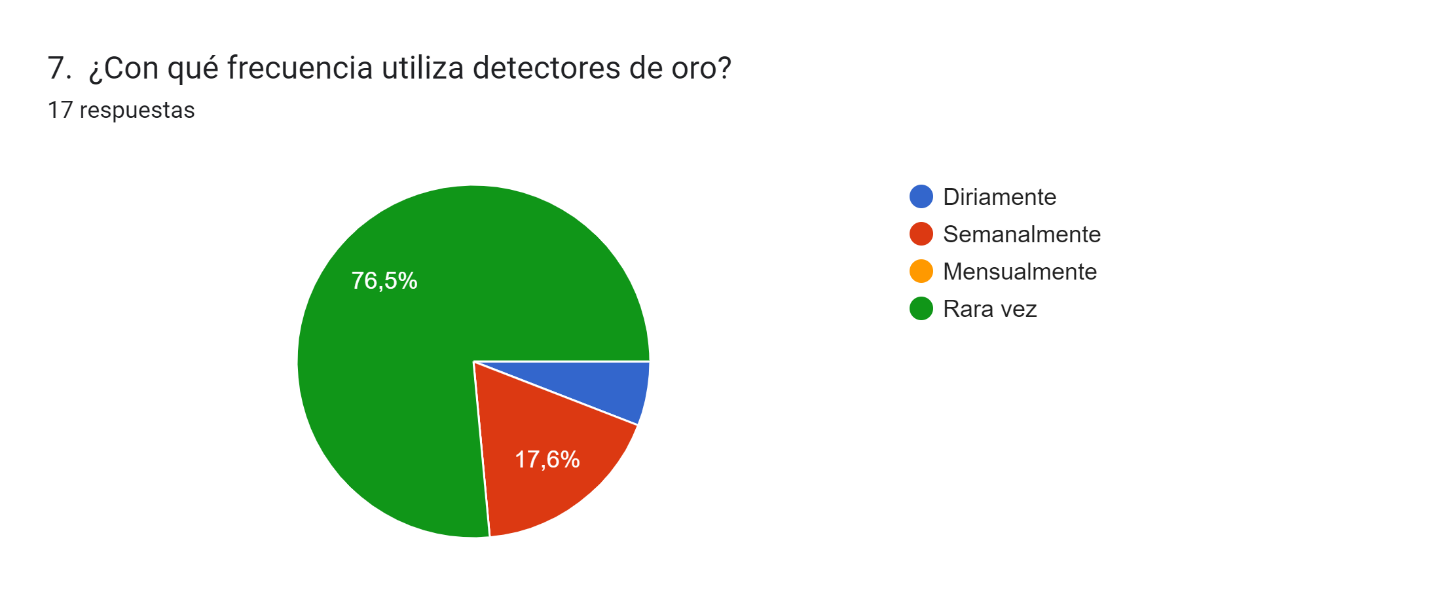 7. ¿Con qué frecuencia utiliza detectores de oro?
17 respuestas
76,5%
17,6%
Diriamente
Semanalmente
Mensualmente
Rara vez